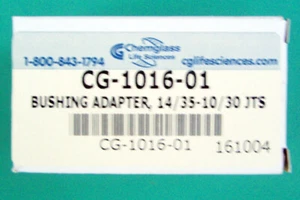 Chemglass
Life Sciences
1-800-843-1794
cglifesciences.com
CG-1016-01
BUSHING ADAPTER, 14/35-10/30 JTS
CG-1016-01
161004